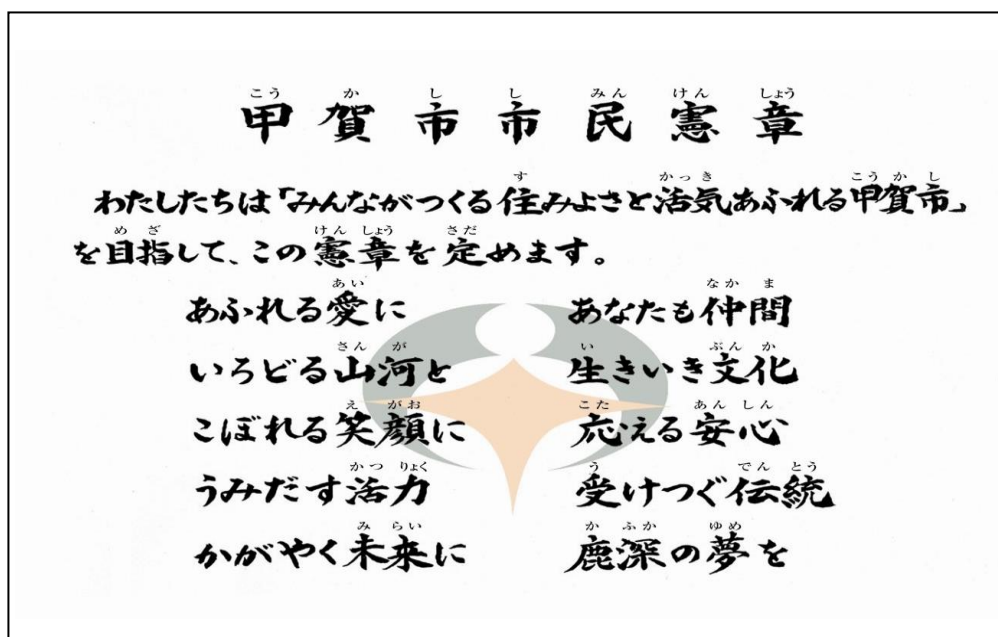 甲賀市市民憲章
わたしたちは「みんながつくる住みよさと活気あふれる甲賀市」
を目指して、この憲章を定めます。
あふれる愛に　あなたも仲間
いろどる山河と　生きいき文化
こぼれる笑顔に　応える安心
うみだす活力　受けつぐ伝統
かがやく未来に　鹿深の夢を